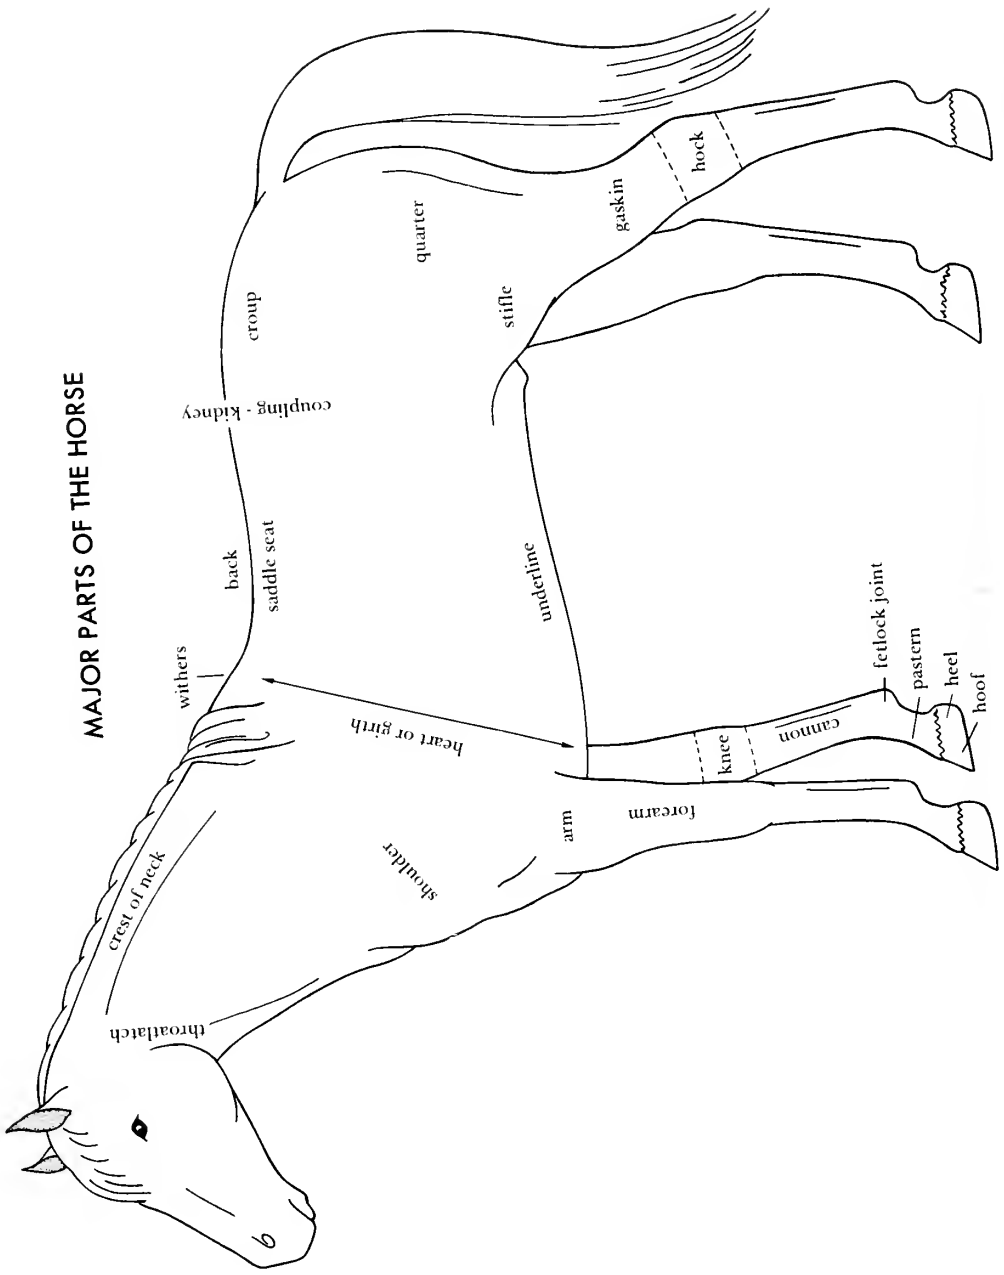 MAJOR PARTS OF THE HORSE
crest of neck
throatlatch
withers
back
saddle seat
coupling - kidney
croup
quarter
stifle
gaskin
hock
heart or girth
underline
shoulder
arm
forearm
knee
cannon
fetlock joint
pastern
heel
hoof